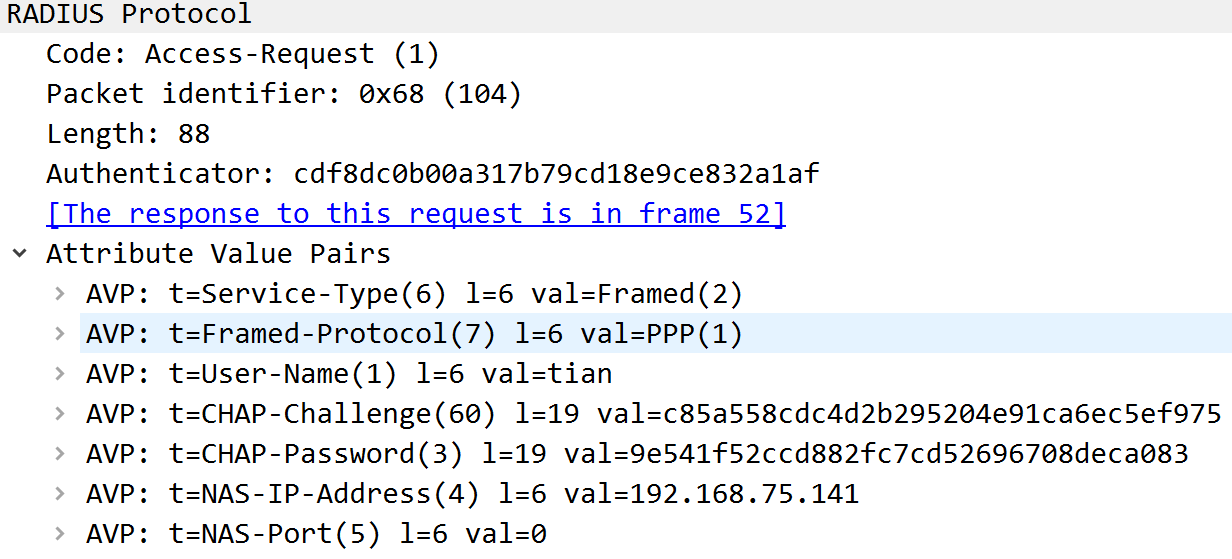 RADIUS Protocol
Code: Access-Request (1)
Packet identifier: 0x68 (104)
Length: 88
Authenticator: cdf8dc0b00a317b79cd18e9ce832a1af
[The response to this request is in frame 52]
Attribute Value Pairs
AVP: t=Service-Type(6) l=6 val=Framed(2)
AVP: t=Framed-Protocol(7) l=6 val=PPP(1)
AVP: t=User-Name(1) l=6 val=tian
AVP: t=CHAP-Challenge(60) l=19 val=c85a558cdc4d2b295204e91ca6ec5ef975
AVP: t=CHAP-Password(3) l=19 val=9e541f52ccd882fc7cd52696708deca083
AVP: t=NAS-IP-Address(4) l=6 val=192.168.75.141
AVP: t=NAS-Port(5) l=6 val=0